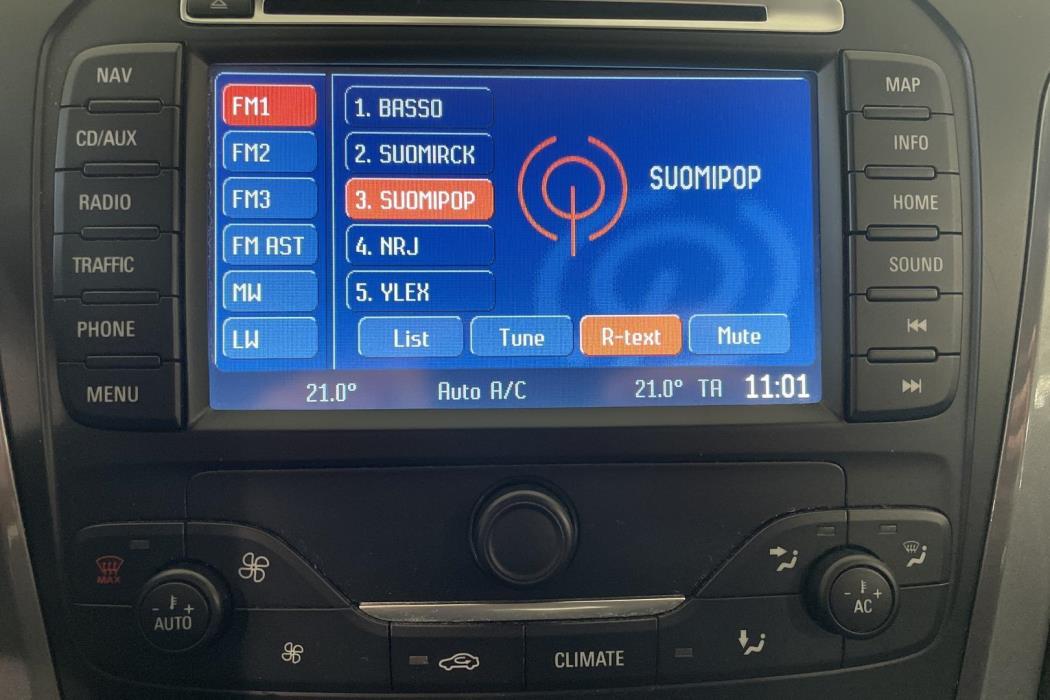 NAV
CD/AUX
RADIO
TRAFFIC
PHONE
MENU
FM1
FM2
FM3
FM AST
MW
LW
1. BASSO
2. SUOMIRCK
3. SUOMIPOP
4. NRJ
5. YLEX
SUOMIPOP
List Tune R-text Mute
21.0° Auto A/C 21.0° TA 11:01
MAP
INFO
HOME
SOUND
MAX
- +
AUTO
CLIMATE
- +
AC